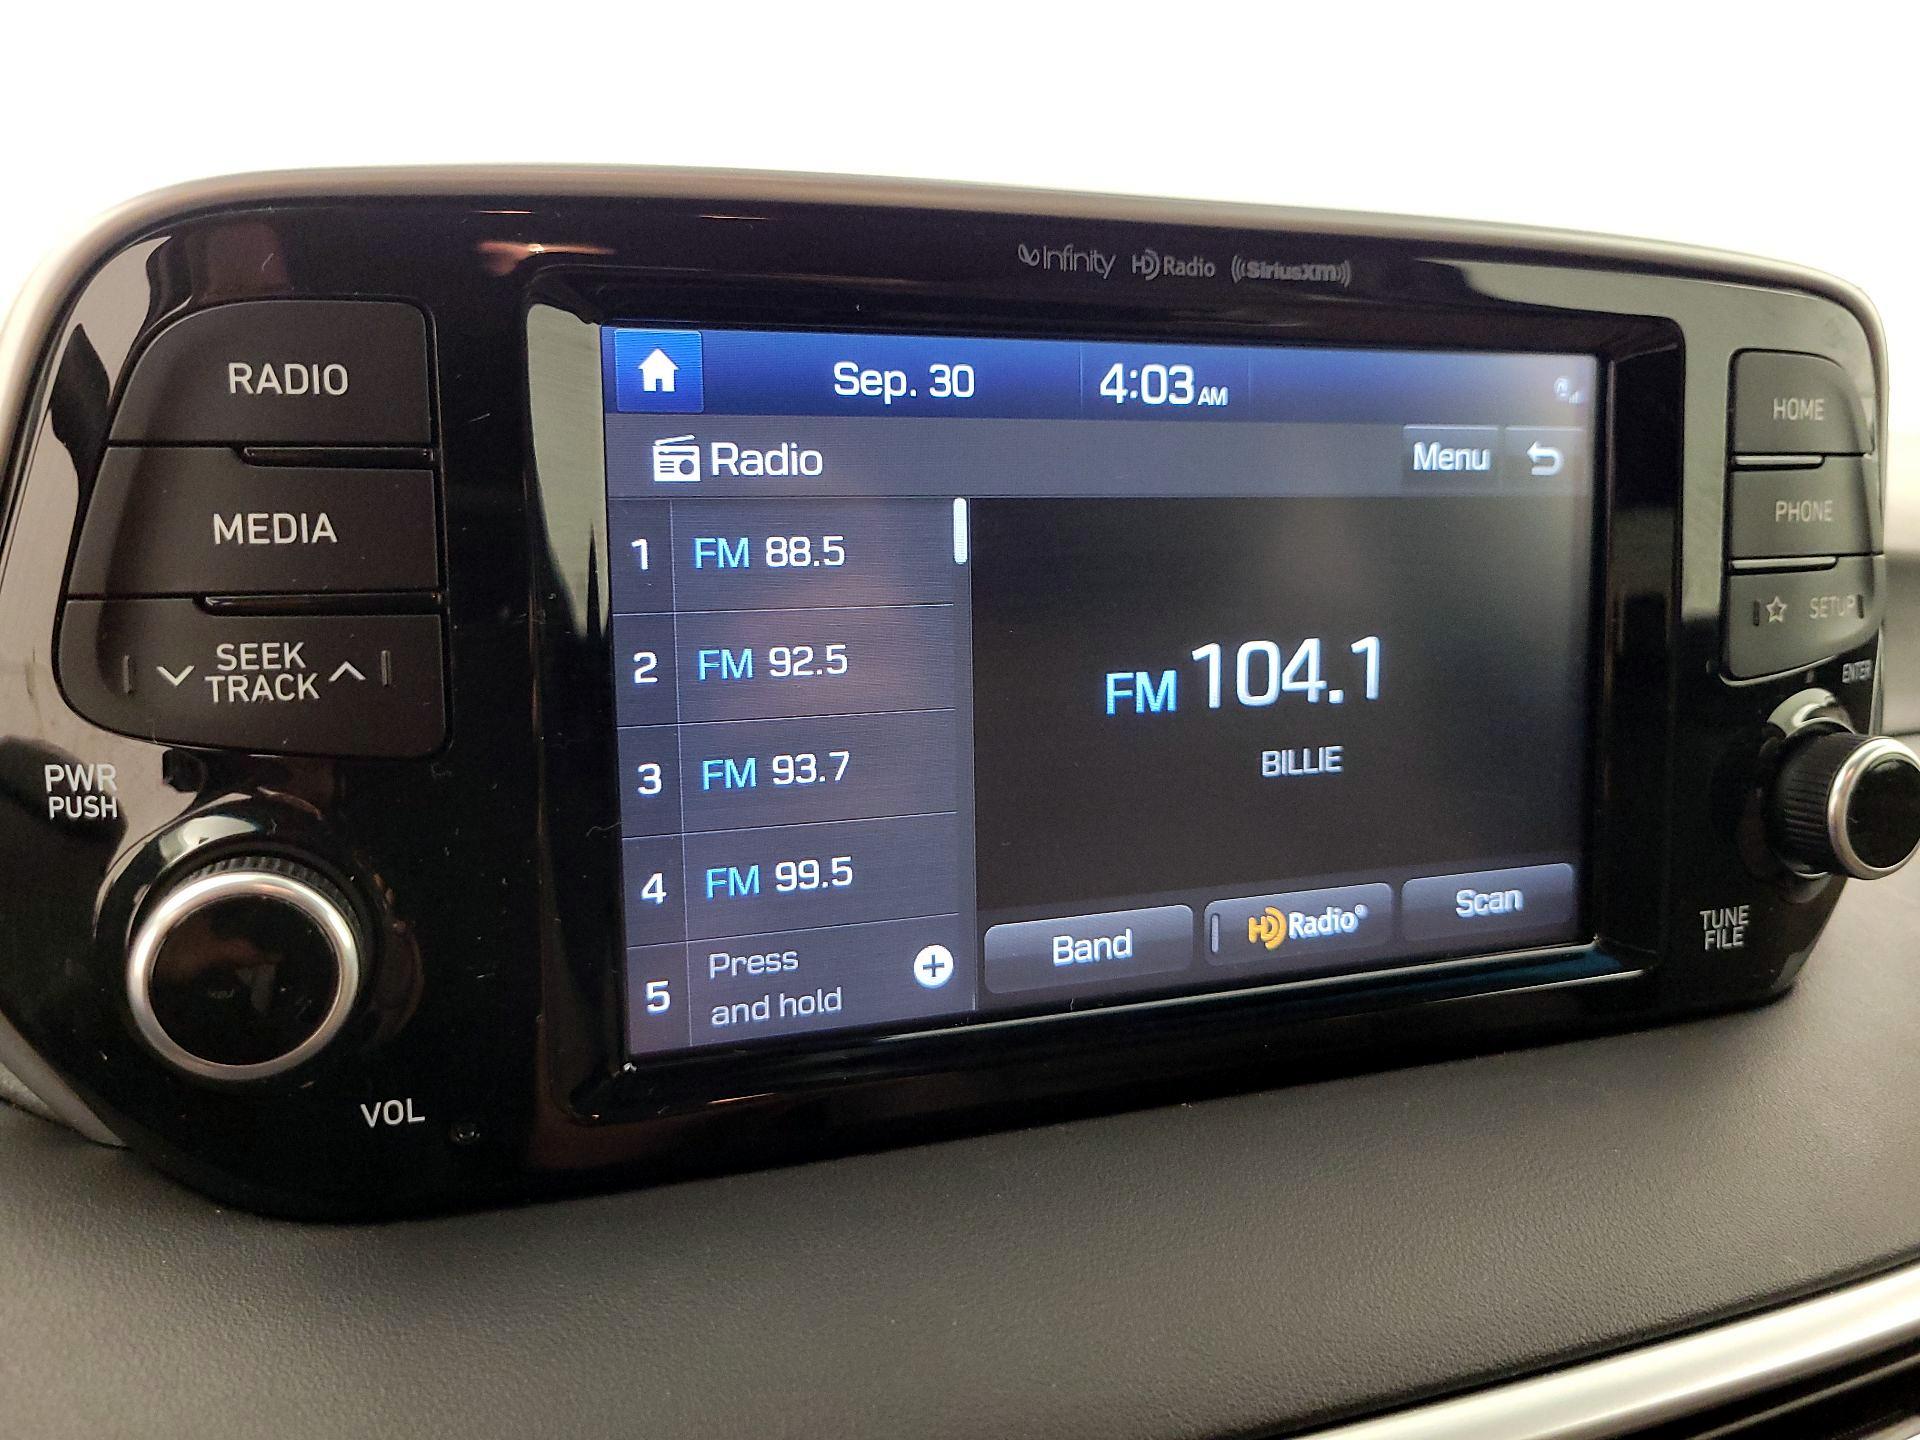 Infinity HD Radio ((SiriusXM))
RADIO
MEDIA
SEEK
TRACK
PWR
PUSH
VOL
Sep. 30 4:03 AM
Radio Menu
1 FM 88.5
2 FM 92.5
3 FM 93.7
4 FM 99.5
5 Press
and hold
FM 104.1
BILLIE
Band HD Radio® Scan
HOME
PHONE
SETUP
ENTER
TUNE
FILE